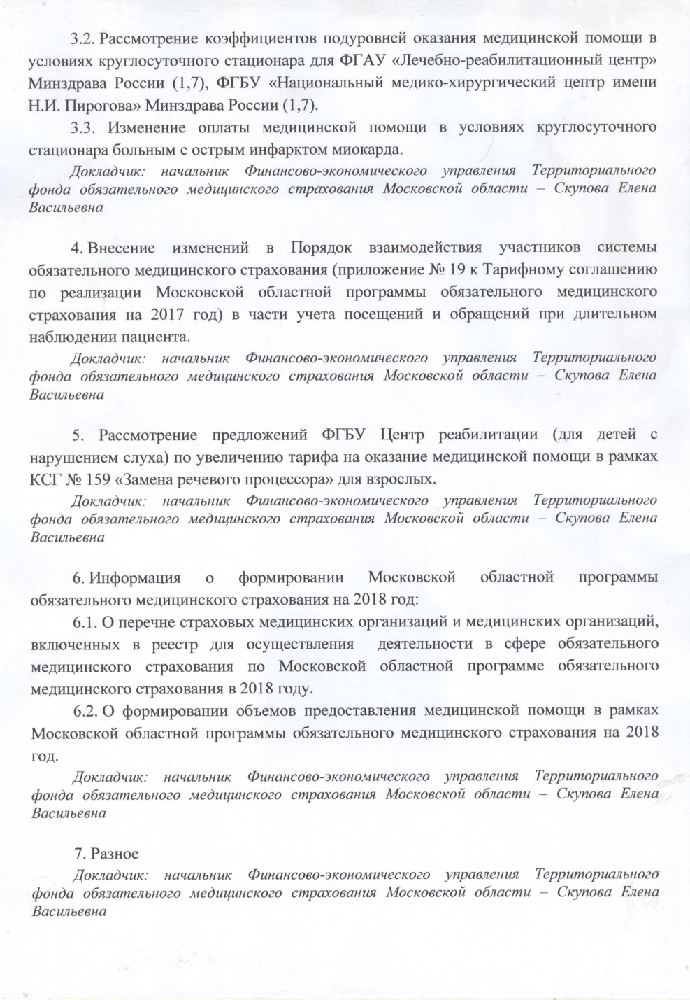 3.2. Рассмотрение коэффициентов подуровней оказания медицинской помощи в
условиях круглосуточного стационара для ФГАУ «Лечебно-реабилитационный центр»
Минздрава России (1,7), ФГБУ «Национальный медико-хирургический центр имени
Н.И. Пирогова» Минздрава России (1,7).
3.3. Изменение оплаты медицинской помощи в условиях круглосуточного
стационара больным с острым инфарктом миокарда.
Докладчик: начальник Финансово-экономического управления Территориального
фонда обязательного медицинского страхования Московской области – Скупова Елена
Васильевна
4. Внесение изменений в Порядок взаимодействия участников системы
обязательного медицинского страхования (приложение № 19 к Тарифному соглашению
по реализации Московской областной программы обязательного медицинского
страхования на 2017 год) в части учета посещений и обращений при длительном
наблюдении пациента.
Докладчик: начальник Финансово-экономического управления Территориального
фонда обязательного медицинского страхования Московской области – Скупова Елена
Васильевна
5. Рассмотрение предложений ФГБУ Центр реабилитации (для детей с
нарушением слуха) по увеличению тарифа на оказание медицинской помощи в рамках
КСГ № 159 «Замена речевого процессора» для взрослых.
Докладчик: начальник Финансово-экономического управления Территориального
фонда обязательного медицинского страхования Московской области – Скупова Елена
Васильевна
6. Информация о формировании Московской областной программы
обязательного медицинского страхования на 2018 год:
6.1. О перечне страховых медицинских организаций и медицинских организаций,
включенных в реестр для осуществления деятельности в сфере обязательного
медицинского страхования по Московской областной программе обязательного
медицинского страхования в 2018 году.
6.2. О формировании объемов предоставления медицинской помощи в рамках
Московской областной программы обязательного медицинского страхования на 2018
год.
Докладчик: начальник Финансово-экономического управления Территориального
фонда обязательного медицинского страхования Московской области – Скупова Елена
Васильевна
7. Разное
Докладчик: начальник Финансово-экономического управления Территориального
фонда обязательного медицинского страхования Московской области – Скупова Елена
Васильевна